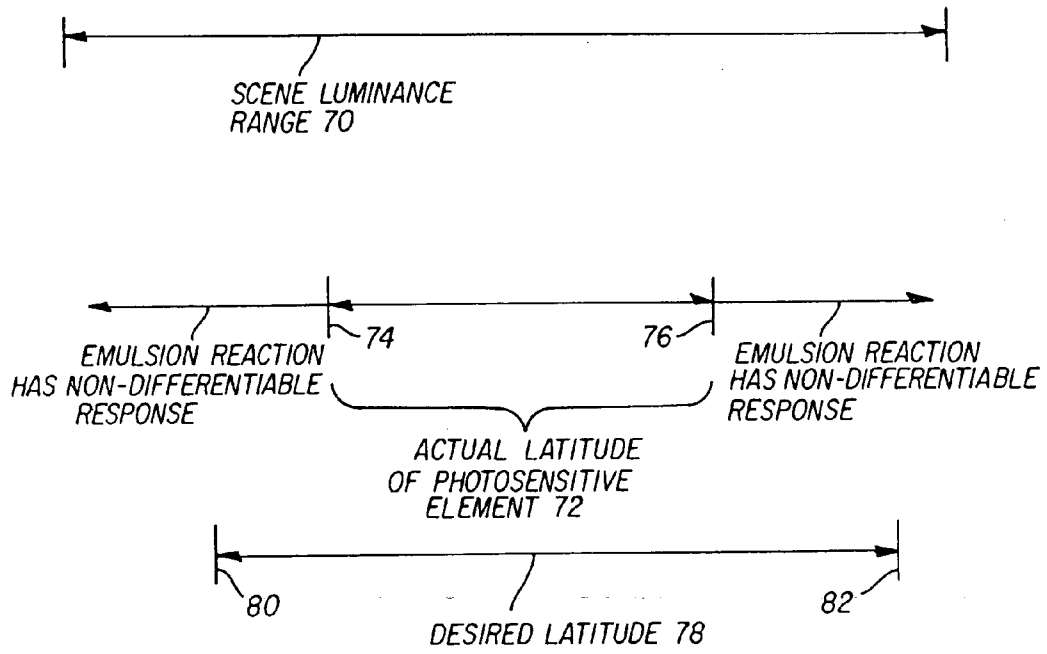 SCENE LUMINANCE
RANGE 70
74
76
EMULSION REACTION
HAS NON-DIFFERENTIABLE
RESPONSE
EMULSION REACTION
HAS NON-DIFFERENTIABLE
RESPONSE
ACTUAL LATITUDE
OF PHOTOSENSITIVE
ELEMENT 72
80
82
DESIRED LATITUDE 78